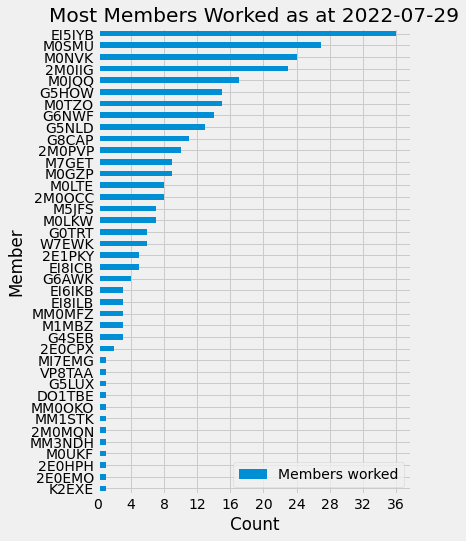 Most Members Worked as at 2022-07-29
EI5IYB
M0SMU
M0NVK
2M0IIG
M0JQQ
G5HOW
M0TZO
G6NWF
G5NLD
G8CAP
2M0PVP
M7GET
M0GZP
M0LTE
2M0OCC
M5JFS
M0LKW
G0TRT
W7EWK
2E1PKY
EI8ICB
G6AWK
EI6IKB
EI8ILB
MM0MFZ
M1MBZ
G4SEB
2E0CPX
MI7EMG
VP8TAA
G5LUX
DO1TBE
MM0OKO
MM1STK
2M0MQN
MM3NDH
M0UKF
2E0HPH
2E0EMO
K2EXE
Member
Members worked
0 4 8 12 16 20 24 28 32 36
Count